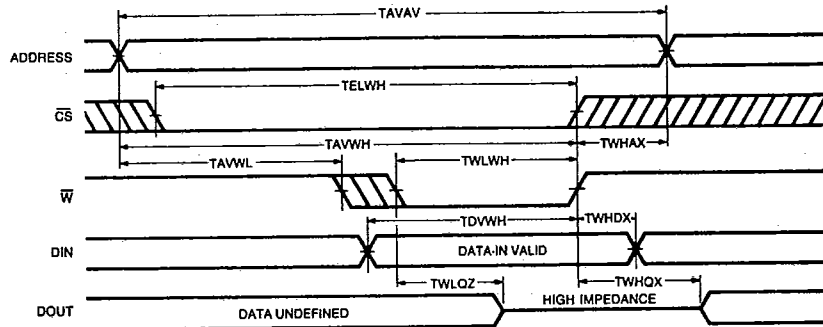 TAVAV
ADDRESS
TELWH
CS
TAVWH
TWHAX
TAVWL
TWLWH
W
TDVWH
TWHDX
DIN
DATA-IN VALID
TWLQZ
TWHQX
DOUT
DATA UNDEFINED
HIGH IMPEDANCE